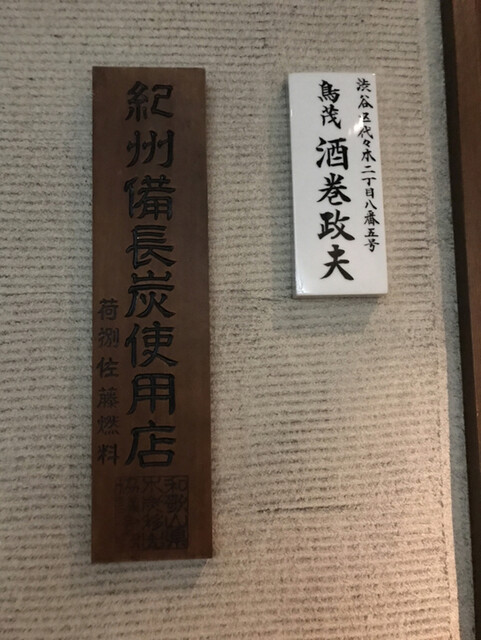 渋谷区代々木二丁目八番五号
鳥茂 酒巻政夫
紀州備長炭使用店
荷捌佐藤燃料